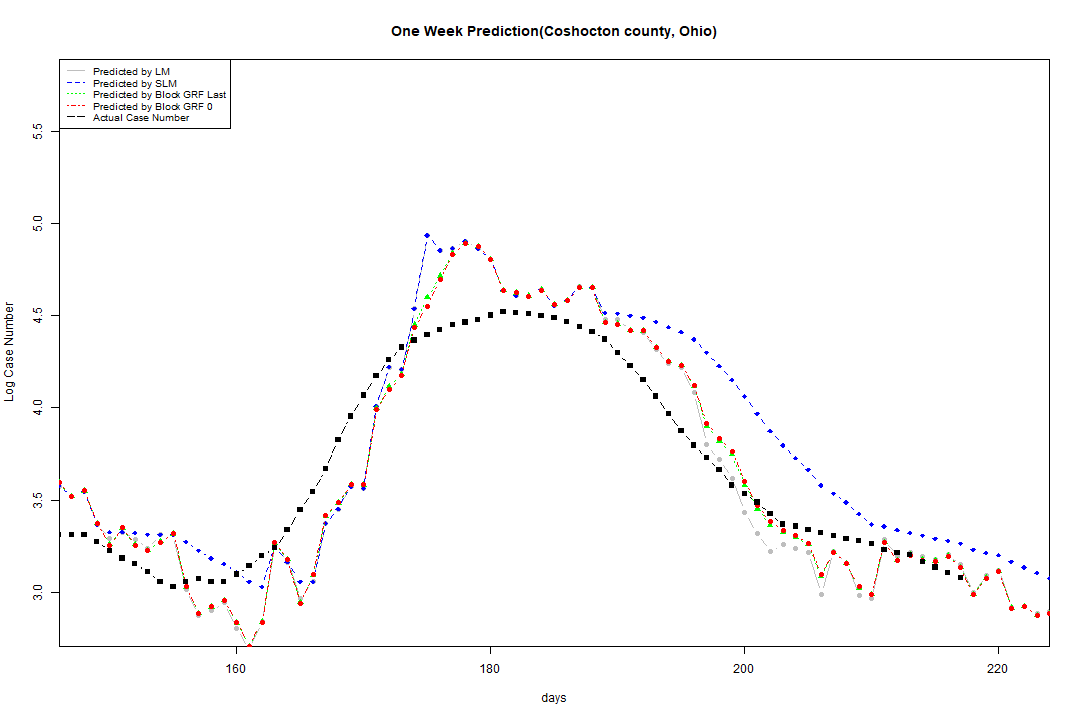 One Week Prediction(Coshocton county, Ohio)
Predicted by LM
Predicted by SLM
Predicted by Block GRF Last
Predicted by Block GRF 0
Actual Case Number
5.5
5.0
4.5
4.0
3.5
3.0
Log Case Number
160
180
200
220
days